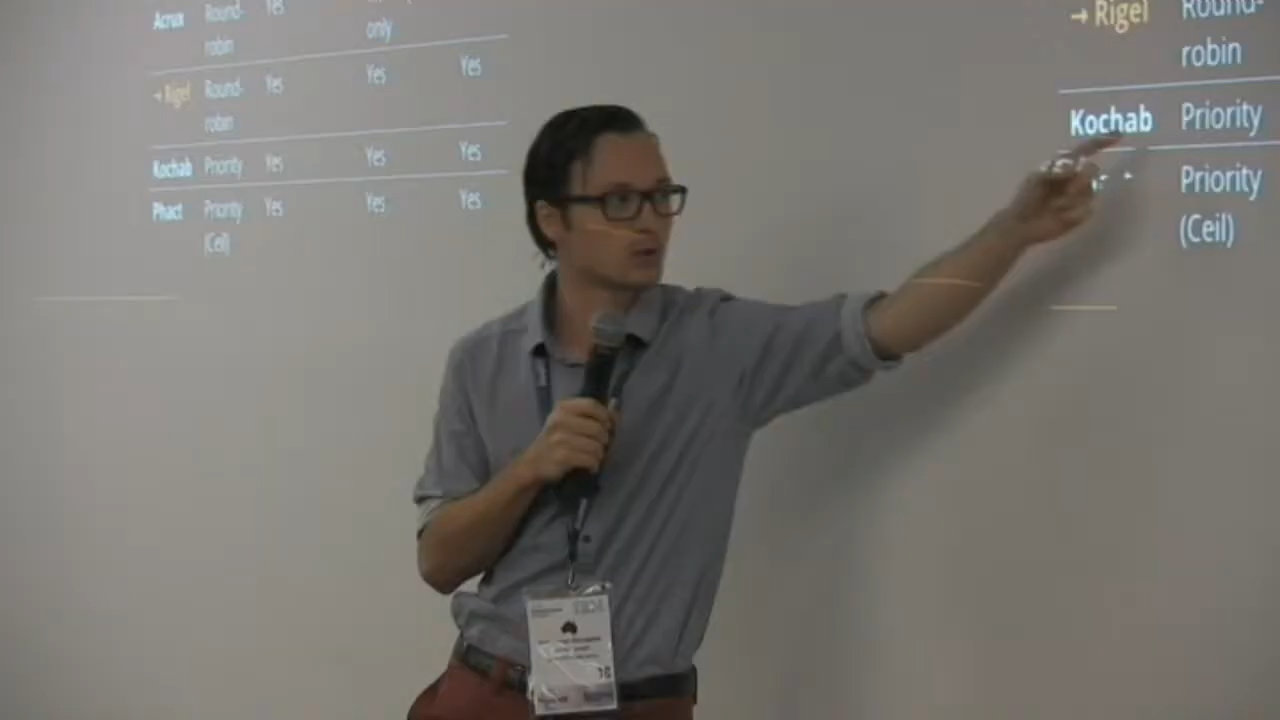 Acrux Round- Yes
robin only
→ Rigel Round- Yes Yes Yes
robin
Kochab Priority Yes Yes Yes
Phact Priority Yes Yes Yes
(Ceil)
→ Rigel Round-
robin
Kochab Priority
Priority
(Ceil)